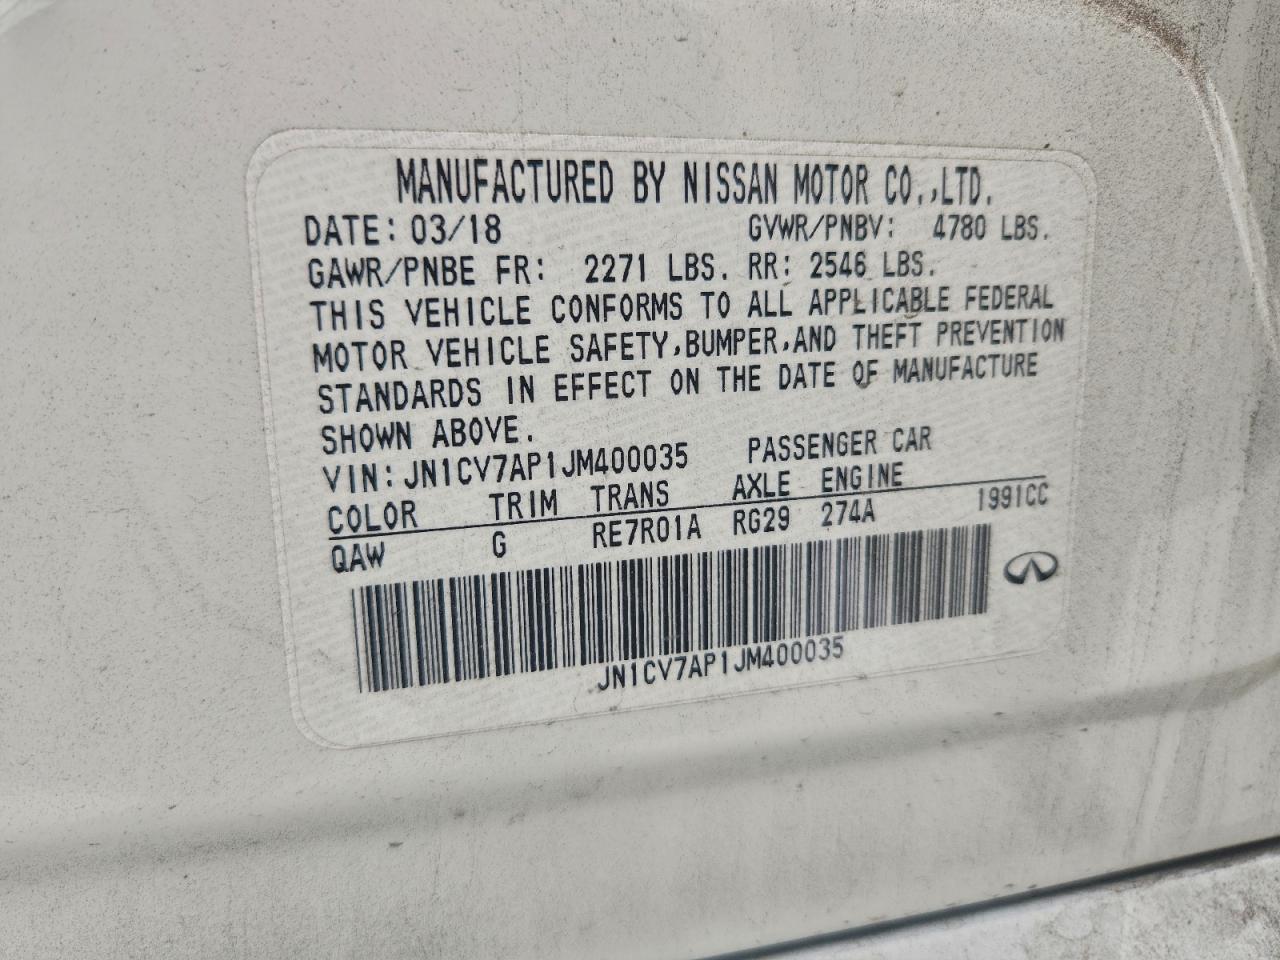 MANUFACTURED BY NISSAN MOTOR CO.,LTD.
DATE: 03/18 GVWR/PNBV: 4780 LBS.
GAWR/PNBE FR: 2271 LBS. RR: 2546 LBS.
THIS VEHICLE CONFORMS TO ALL APPLICABLE FEDERAL
MOTOR VEHICLE SAFETY,BUMPER,AND THEFT PREVENTION
STANDARDS IN EFFECT ON THE DATE OF MANUFACTURE
SHOWN ABOVE.
VIN:JN1CV7AP1JM400035 PASSENGER CAR
COLOR TRIM TRANS AXLE ENGINE
QAW G RE7R01A RG29 274A 1991CC
JN1CV7AP1JM400035